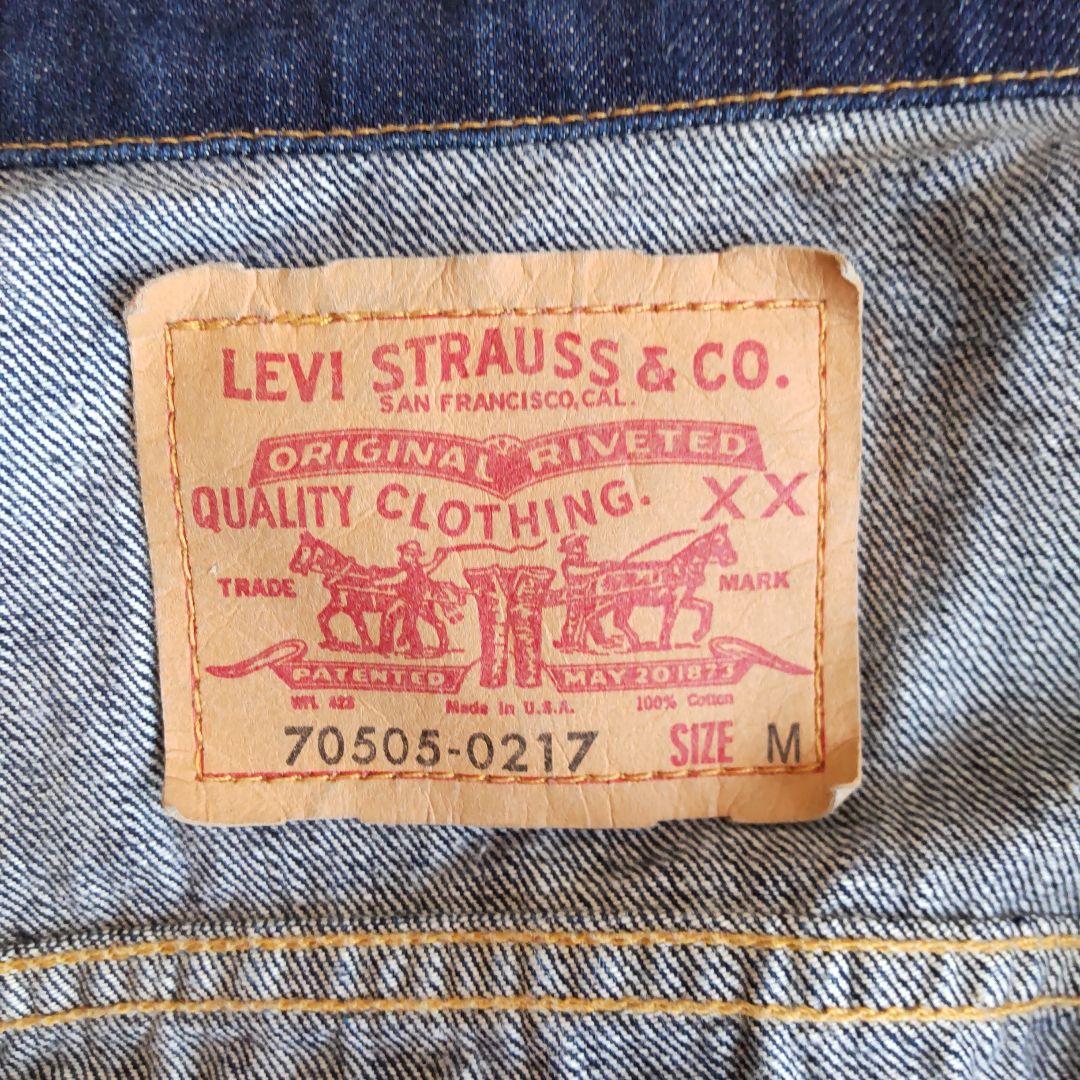 LEVI STRAUSS & CO.
SAN FRANCISCO, CAL.
ORIGINAL RIVETED
QUALITY CLOTHING. XX
TRADE MARK
PATENTED MAY 20 1873
WPL 423 Made in U.S.A. 100% Cotton
70505-0217 SIZE M